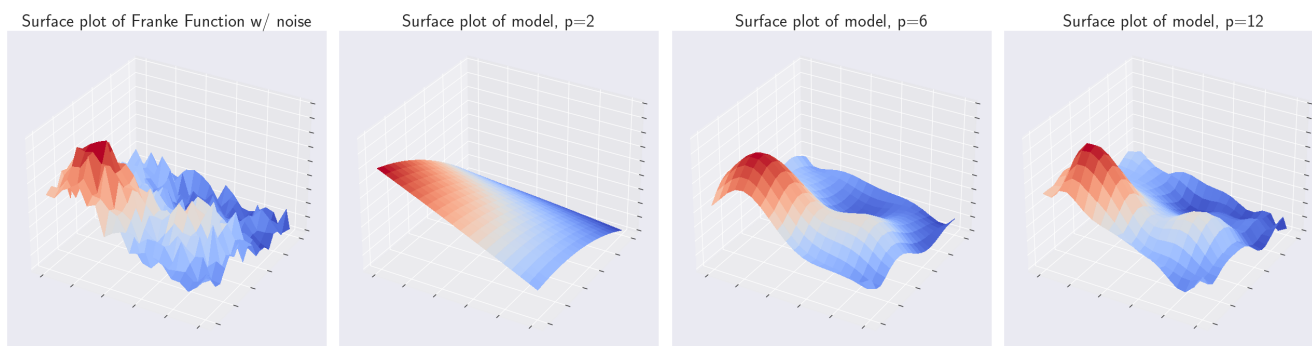 Surface plot of Franke Function w/ noise
Surface plot of model, p=2
Surface plot of model, p=6
Surface plot of model, p=12